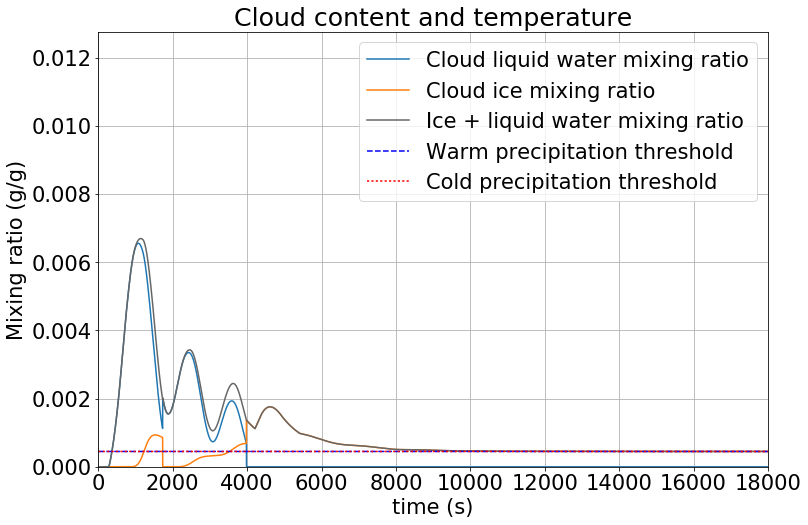 Cloud content and temperature
Cloud liquid water mixing ratio
Cloud ice mixing ratio
Ice + liquid water mixing ratio
Warm precipitation threshold
Cold precipitation threshold
Mixing ratio (g/g)
0.012
0.010
0.008
0.006
0.004
0.002
0.000
0 2000 4000 6000 8000 10000 12000 14000 16000 18000
time (s)